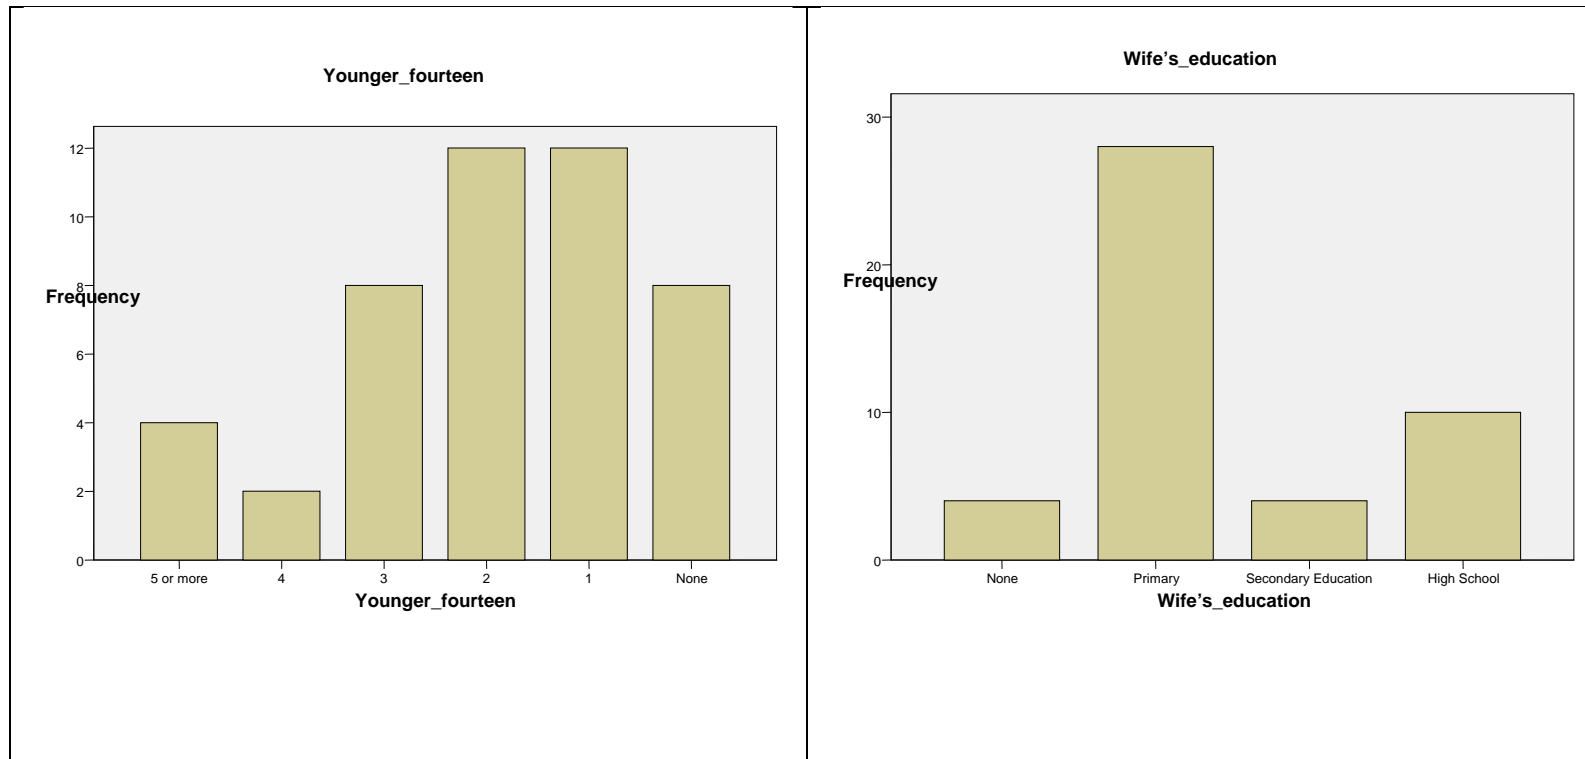 Younger_fourteen
12
10
8
6
4
2
0
Frequency
5 or more 4 3 2 1 None
Younger_fourteen
Wife’s_education
30
20
10
0
Frequency
None Primary Secondary Education High School
Wife’s_education